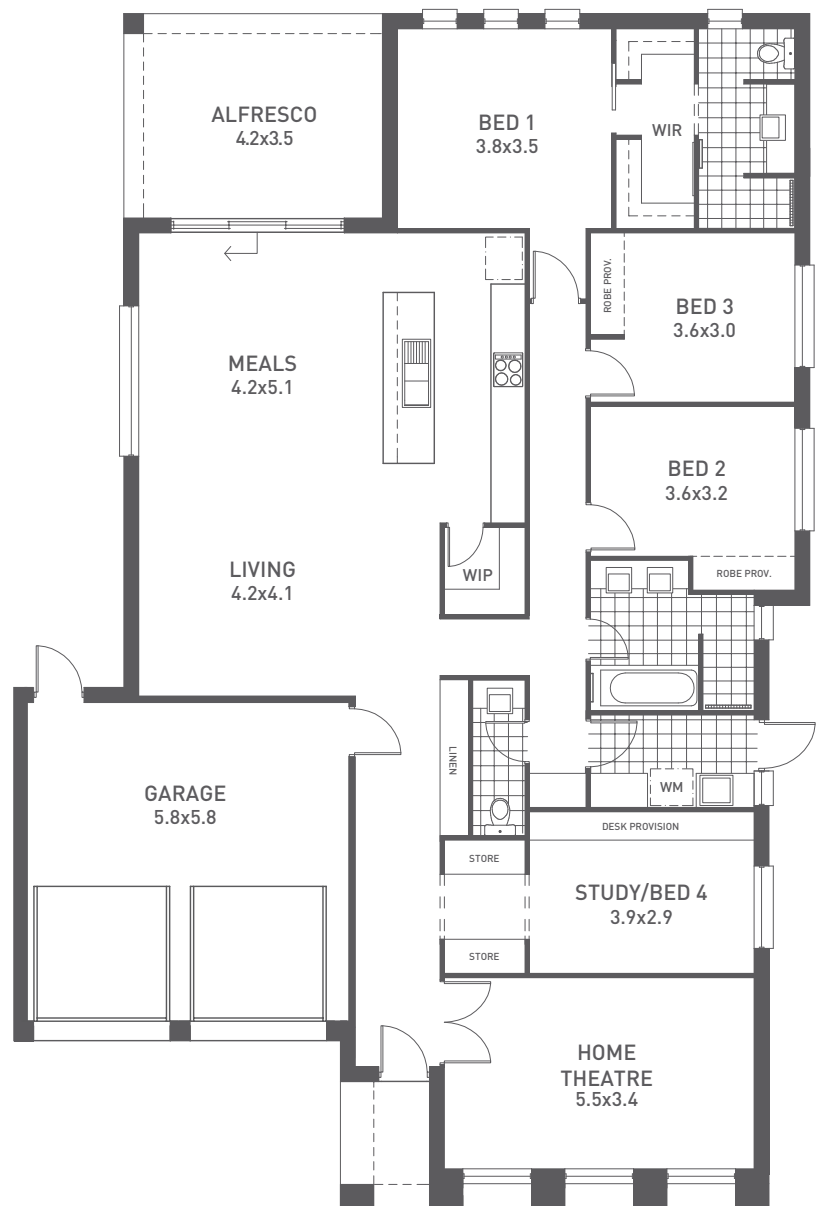 ALFRESCO
4.2x3.5
BED 1
3.8x3.5
WIR
ROBE PROV.
BED 3
3.6x3.0
MEALS
4.2x5.1
BED 2
3.6x3.2
LIVING
4.2x4.1
WIP
ROBE PROV.
LINEN
GARAGE
5.8x5.8
WM
DESK PROVISION
STORE
STUDY/BED 4
3.9x2.9
STORE
HOME
THEATRE
5.5x3.4